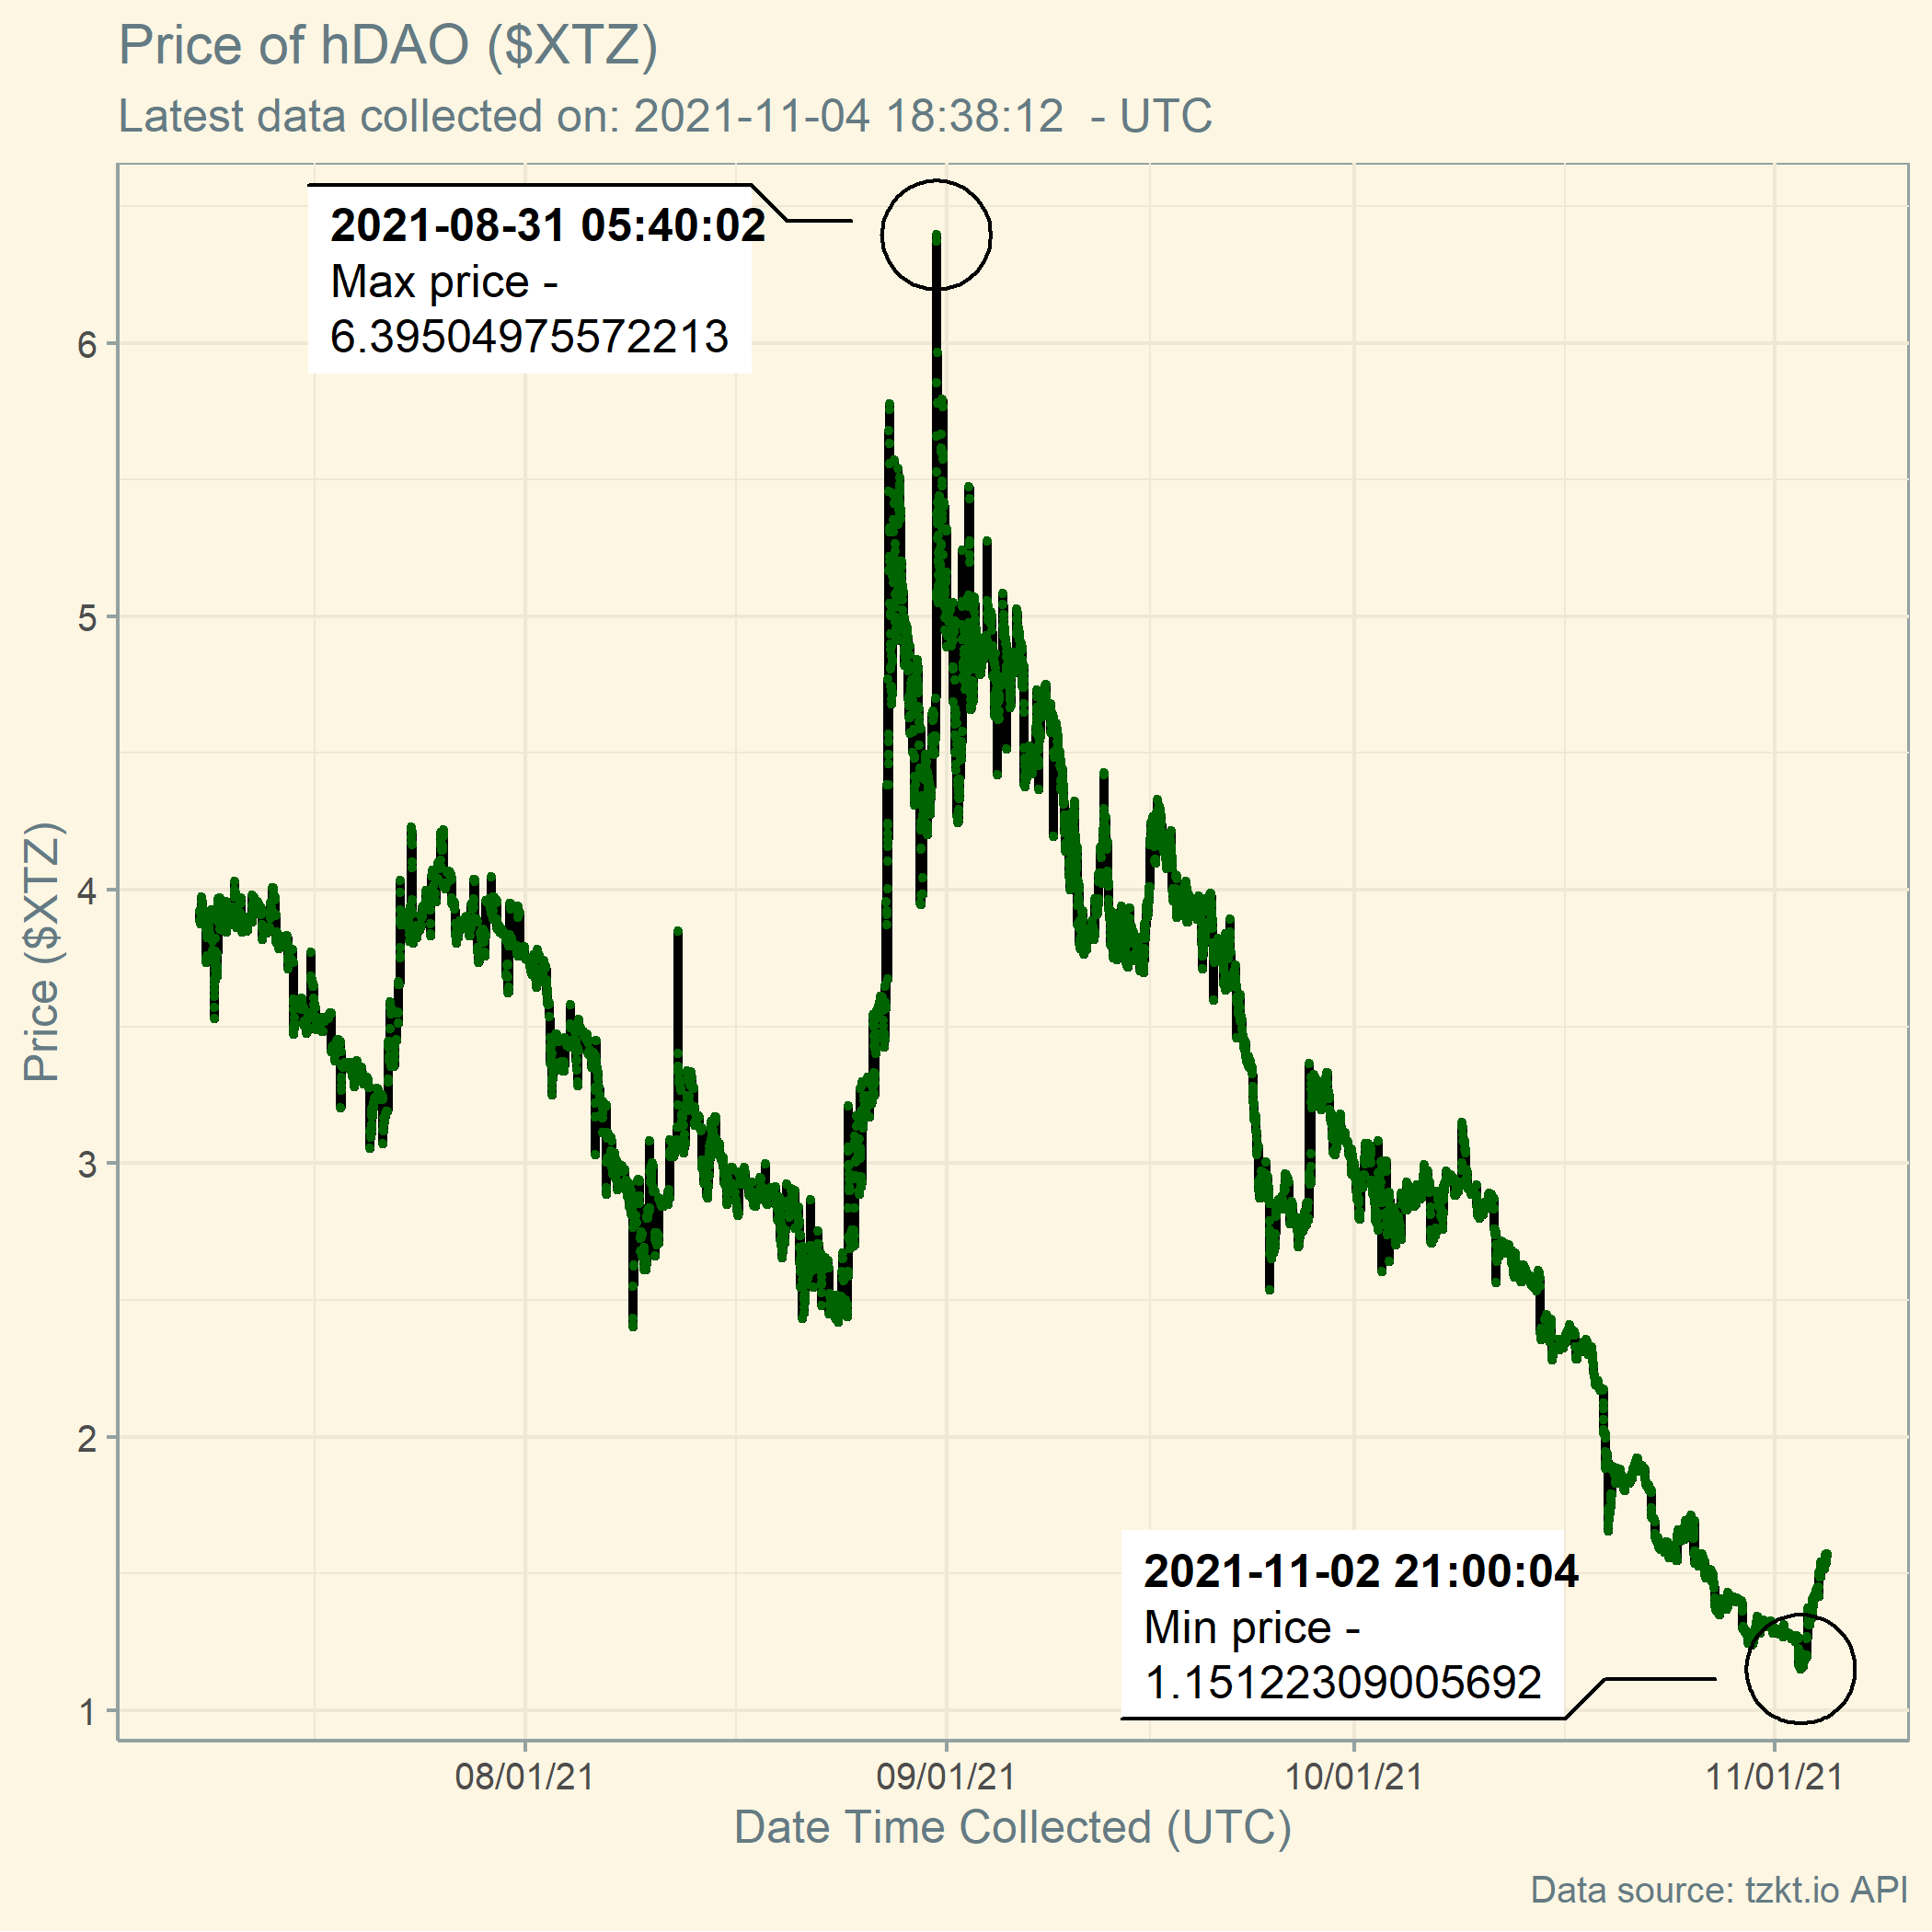 Price of hDAO ($XTZ)
Latest data collected on: 2021-11-04 18:38:12  - UTC
2021-08-31 05:40:02
Max price -
6.39504975572213
6
5
4
3
2
1
Price ($XTZ)
2021-11-02 21:00:04
Min price -
1.15122309005692
08/01/21
09/01/21
10/01/21
11/01/21
Date Time Collected (UTC)
Data source: tzkt.io API